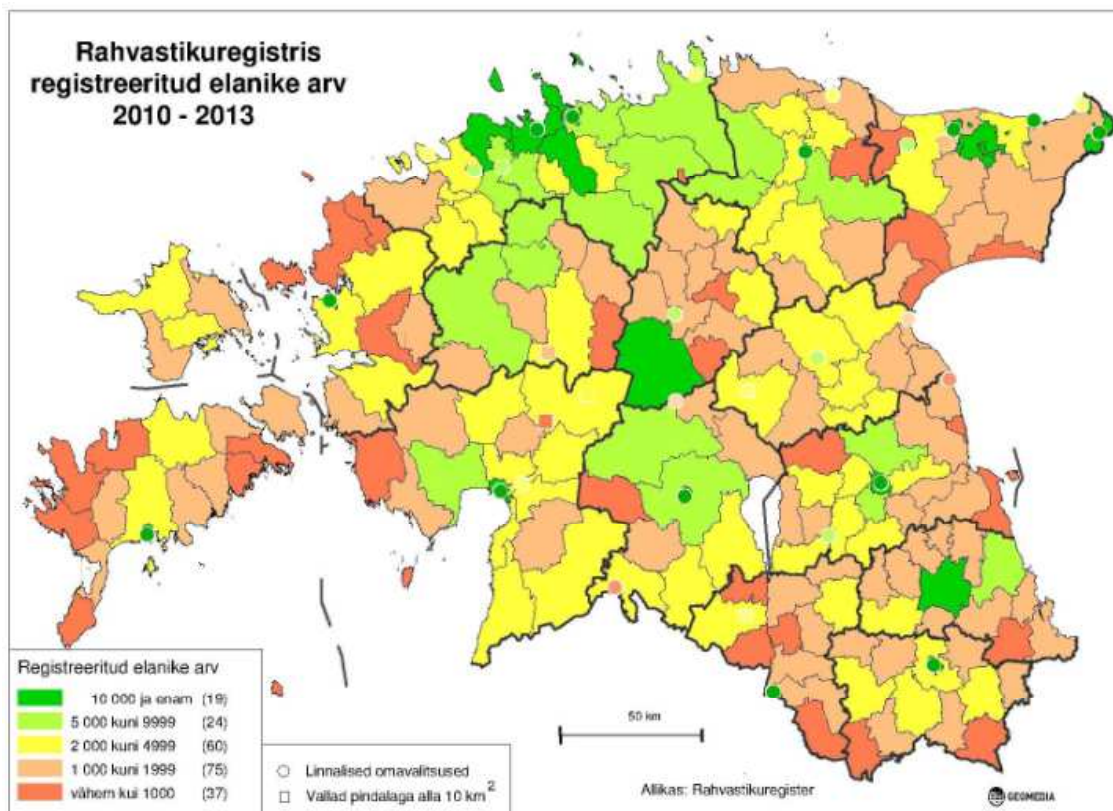 Rahvastikuregistris
registreeritud elanike arv
2010 - 2013
Registreeritud elanike arv
10 000 ja enam (19)
5 000 kuni 9999 (24)
2 000 kuni 4999 (60)
1 000 kuni 1999 (75)
vähem kui 1000 (37)
Linnalised omavalitsused
Vallad pindalaga alla 10 km²
50 km
Allikas: Rahvastikuregister
GEOMEDIA